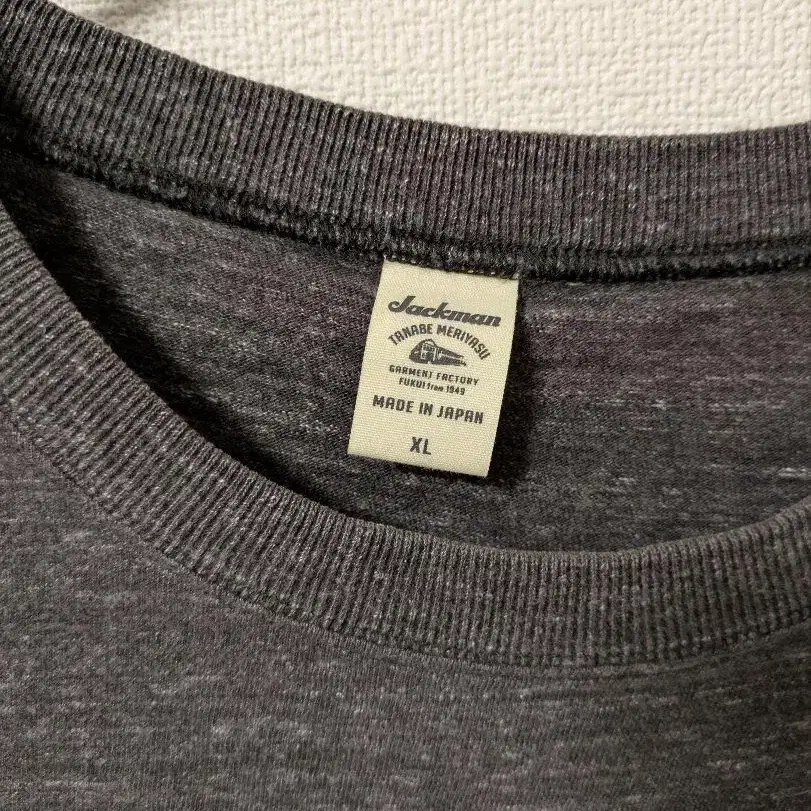 Jackman
TANABE MERIYASU
GARMENT FACTORY
FUKUI from 1949
MADE IN JAPAN
XL